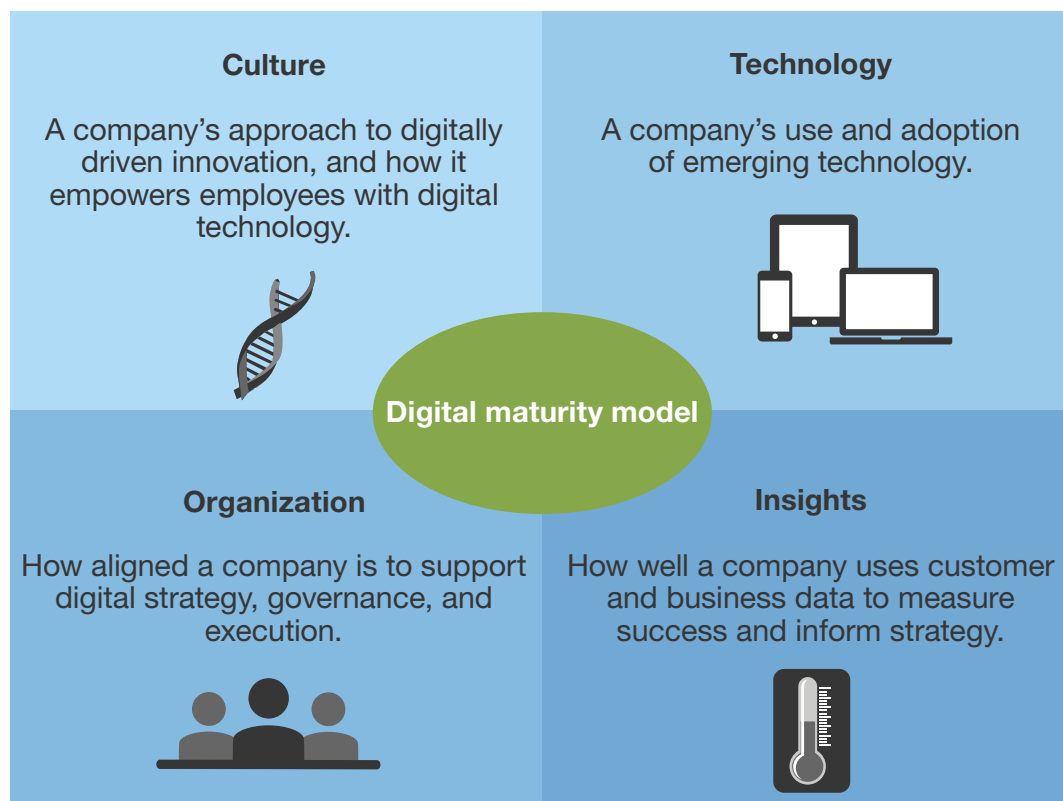 Culture
A company’s approach to digitally
driven innovation, and how it
empowers employees with digital
technology.
Technology
A company’s use and adoption
of emerging technology.
Digital maturity model
Organization
How aligned a company is to support
digital strategy, governance, and
execution.
Insights
How well a company uses customer
and business data to measure
success and inform strategy.